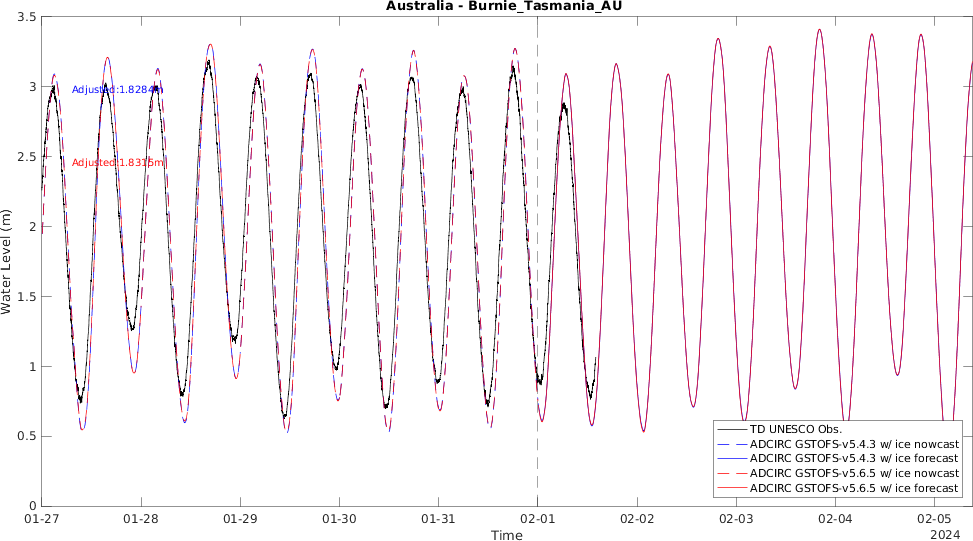 Australia - Burnie_Tasmania_AU
3.5
3
2.5
2
1.5
1
0.5
0
Water Level (m)
Adjusted:1.8284m
Adjusted:1.8315m
TD UNESCO Obs.
ADCIRC GSTOFS-v5.4.3 w/ ice nowcast
ADCIRC GSTOFS-v5.4.3 w/ ice forecast
ADCIRC GSTOFS-v5.6.5 w/ ice nowcast
ADCIRC GSTOFS-v5.6.5 w/ ice forecast
01-27 01-28 01-29 01-30 01-31 02-01 02-02 02-03 02-04 02-05
Time
2024